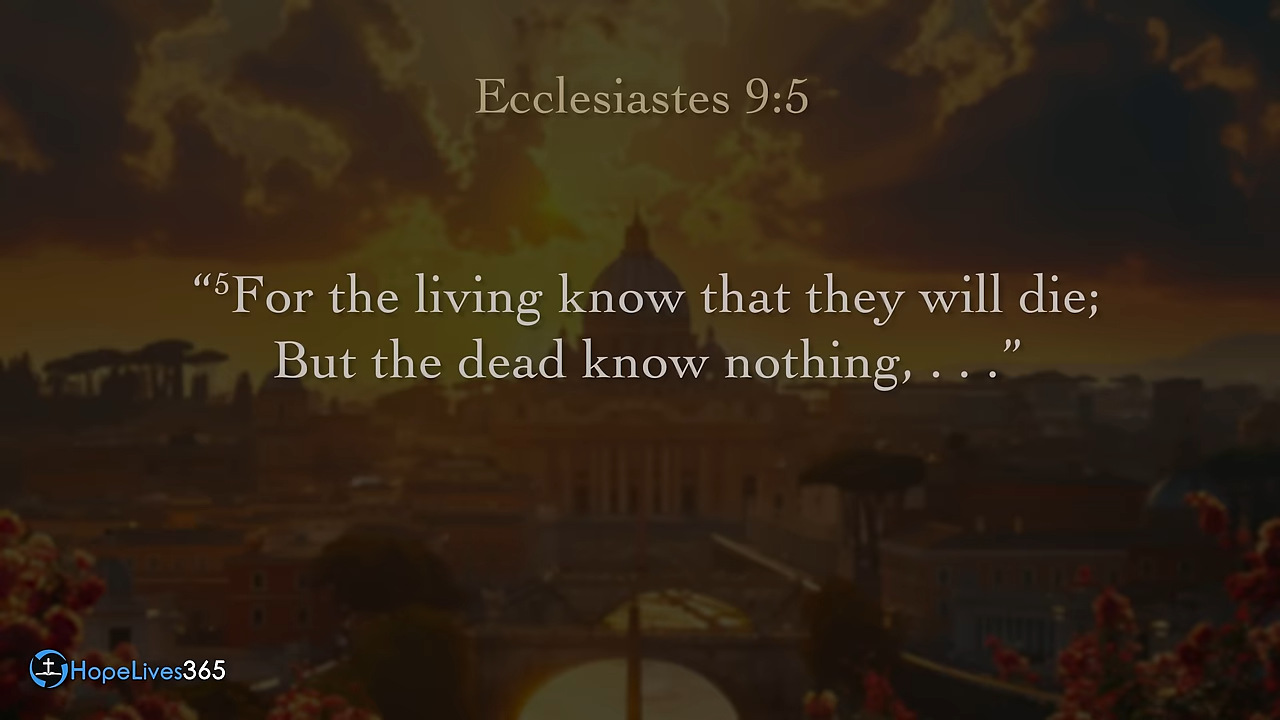 Ecclesiastes 9:5
“⁵For the living know that they will die;
But the dead know nothing, . . .”
HopeLives365